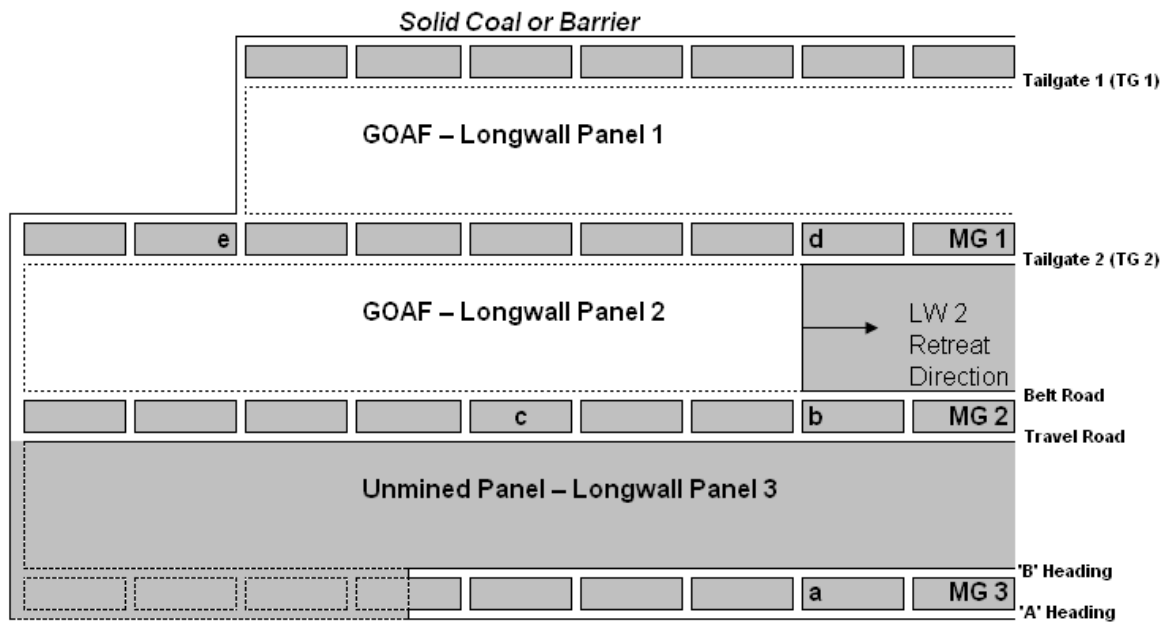 Solid Coal or Barrier
Tailgate 1 (TG 1)
GOAF – Longwall Panel 1
e
d
MG 1
Tailgate 2 (TG 2)
GOAF – Longwall Panel 2
LW 2
Retreat
Direction
Belt Road
c
b
MG 2
Travel Road
Unmined Panel – Longwall Panel 3
'B' Heading
a
MG 3
'A' Heading